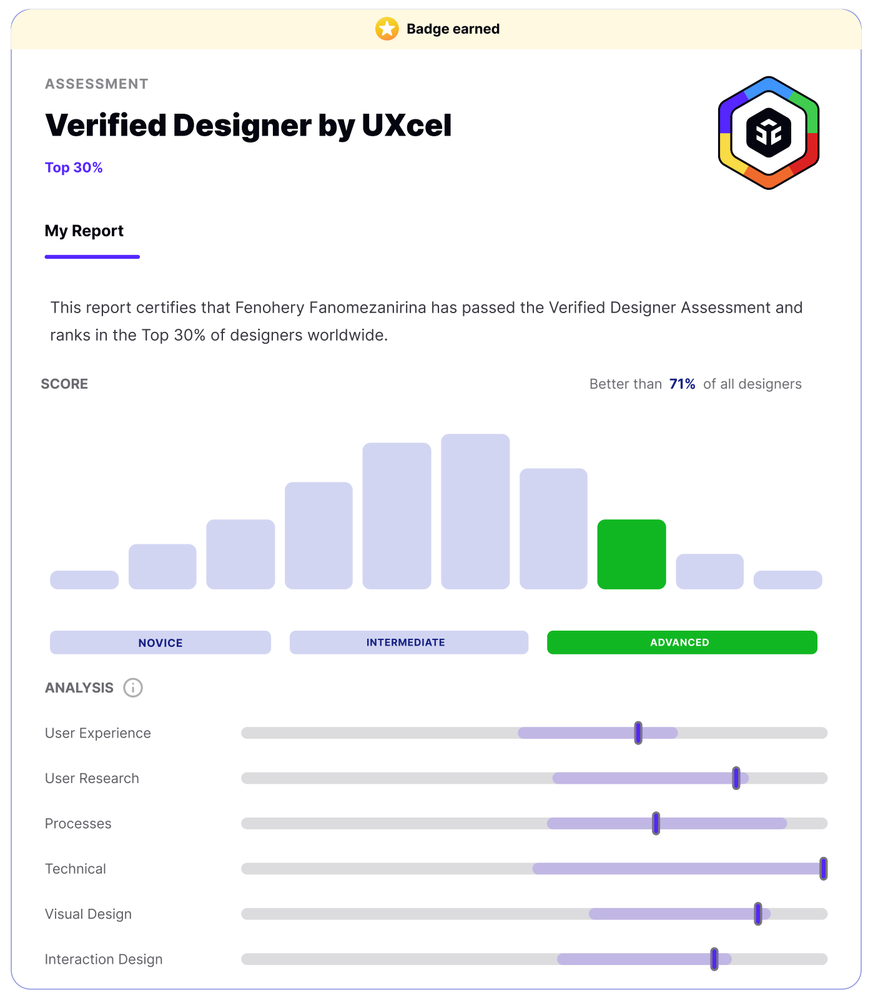 Badge earned
ASSESSMENT
Verified Designer by UXcel
Top 30%
My Report
This report certifies that Fenohery Fanomezanirina has passed the Verified Designer Assessment and
ranks in the Top 30% of designers worldwide.
SCORE
Better than 71% of all designers
NOVICE
INTERMEDIATE
ADVANCED
ANALYSIS
User Experience
User Research
Processes
Technical
Visual Design
Interaction Design